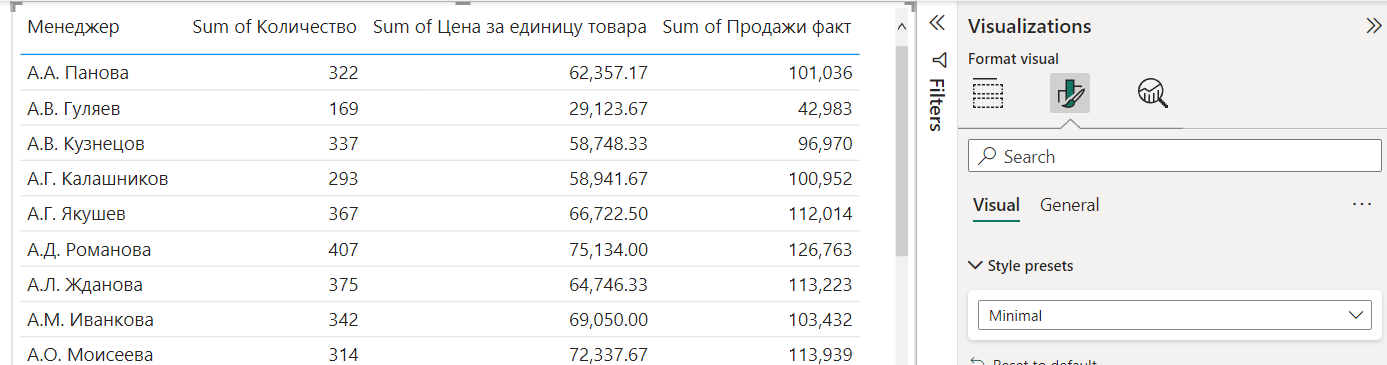 Менеджер Sum of Количество Sum of Цена за единицу товара Sum of Продажи факт
А.А. Панова 322 62,357.17 101,036
А.В. Гуляев 169 29,123.67 42,983
А.В. Кузнецов 337 58,748.33 96,970
А.Г. Калашников 293 58,941.67 100,952
А.Г. Якушев 367 66,722.50 112,014
А.Д. Романова 407 75,134.00 126,763
А.Л. Жданова 375 64,746.33 113,223
А.М. Иванкова 342 69,050.00 103,432
А.О. Моисеева 314 72,337.67 113,939
Filters
Visualizations
Format visual
Search
Visual General
Style presets
Minimal
Reset to default